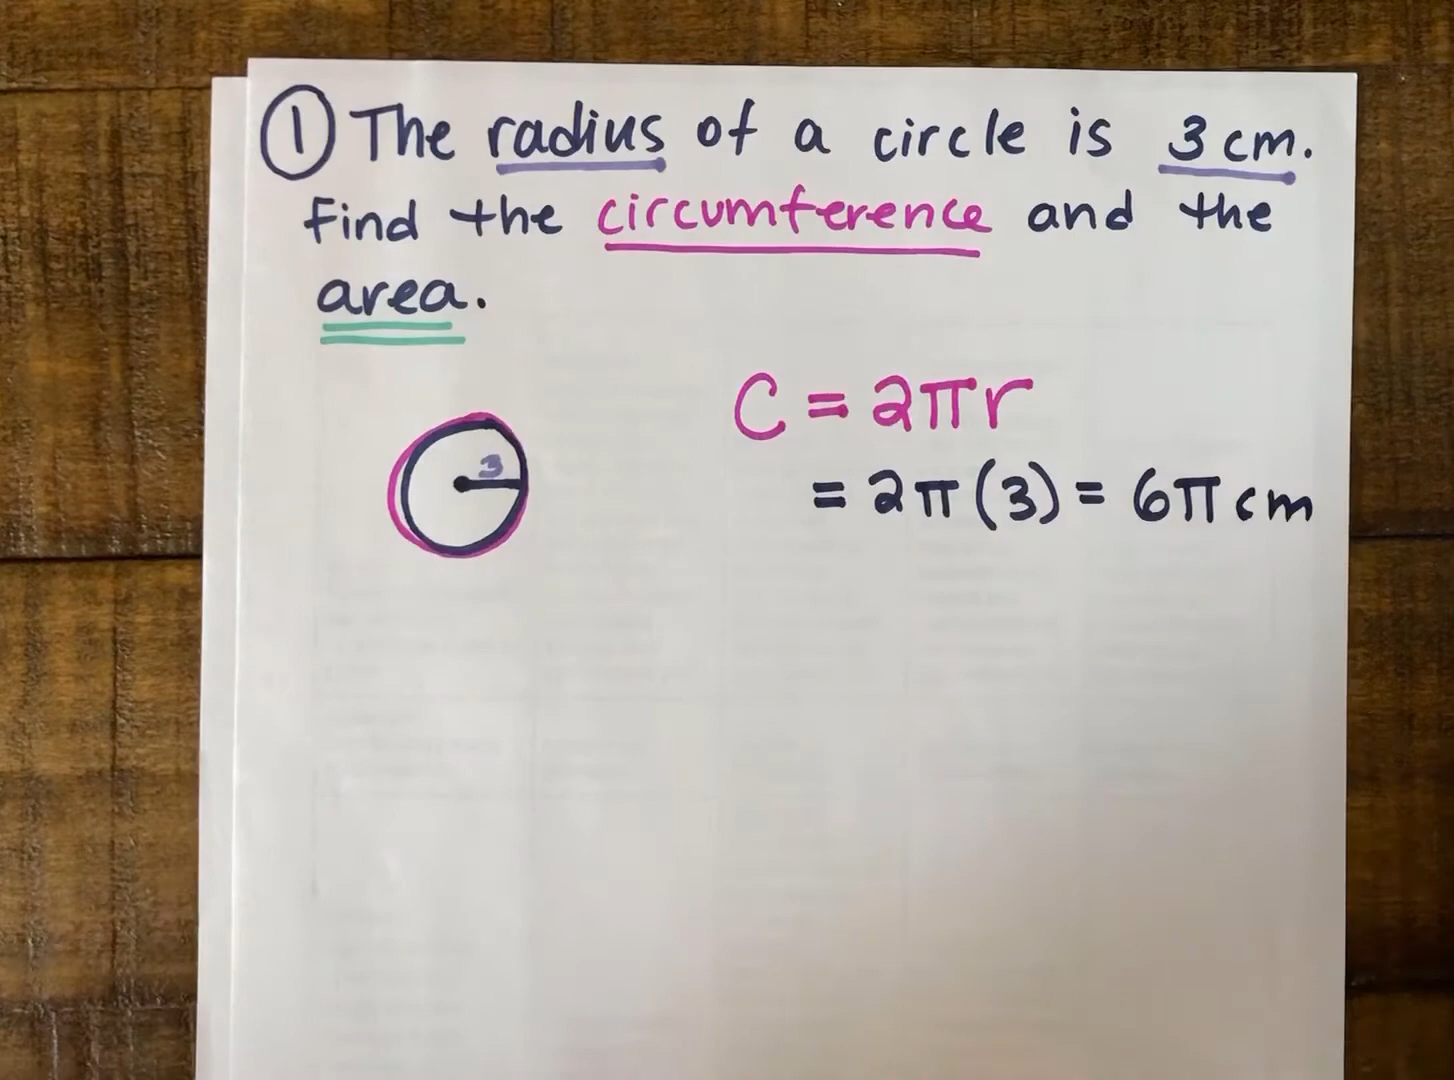 ① The radius of a circle is 3 cm.
Find the circumference and the
area.
C = 2πr
3
= 2π(3) = 6π cm